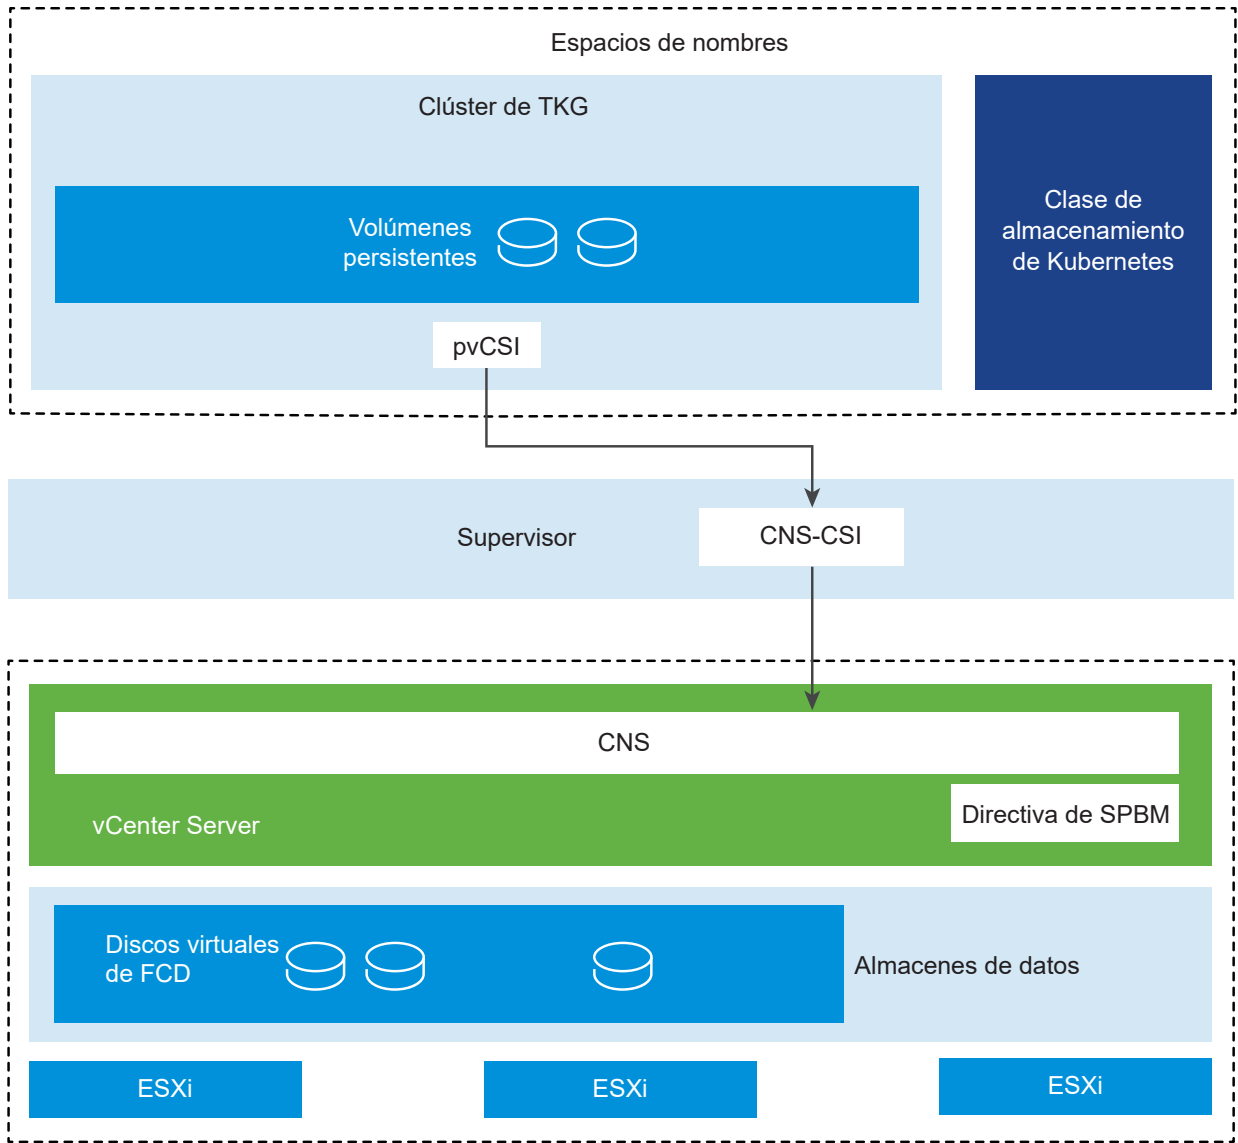 Espacios de nombres
Clúster de TKG
Volúmenes
persistentes
Clase de
almacenamiento
de Kubernetes
pvCSI
Supervisor
CNS-CSI
CNS
vCenter Server
Directiva de SPBM
Discos virtuales
de FCD
Almacenes de datos
ESXi
ESXi
ESXi